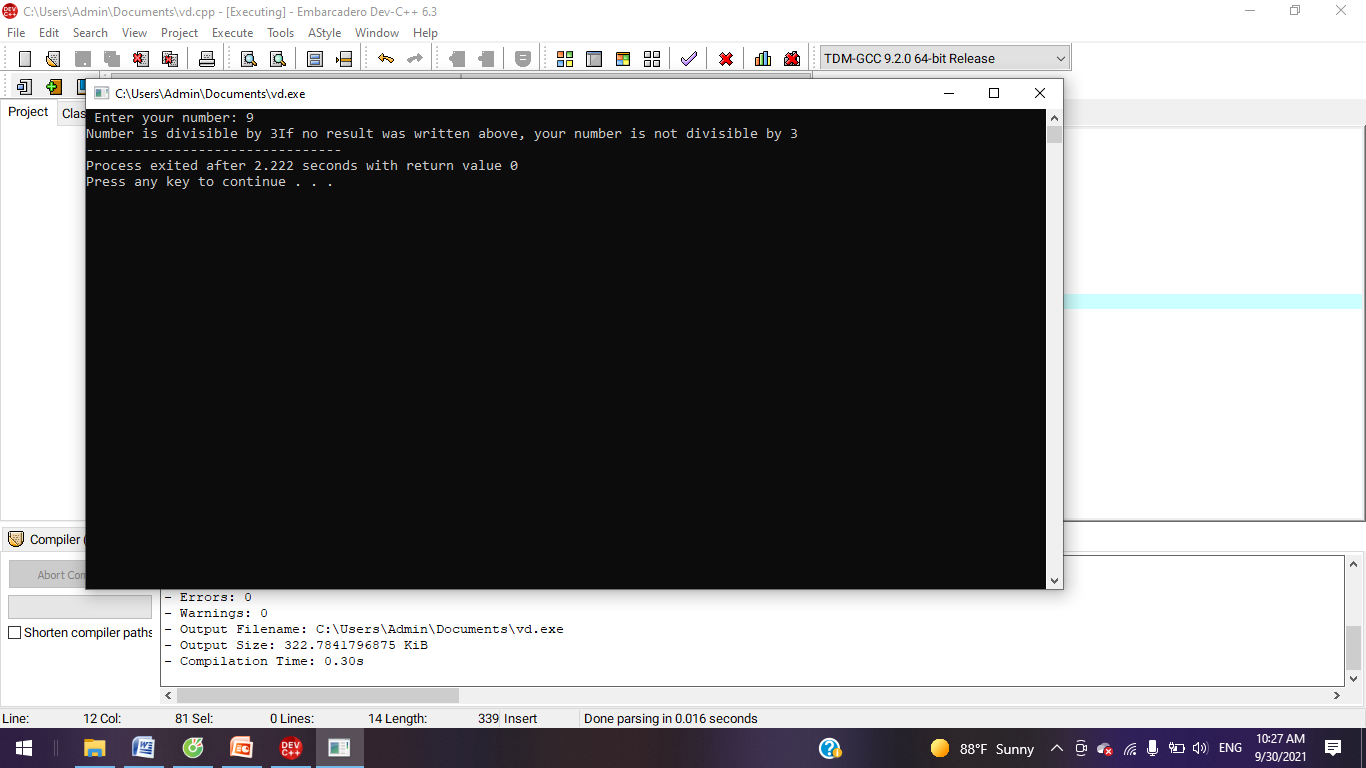 C:\Users\Admin\Documents\vd.cpp - [Executing] - Embarcadero Dev-C++ 6.3
File Edit Search View Project Execute Tools AStyle Window Help
TDM-GCC 9.2.0 64-bit Release
C:\Users\Admin\Documents\vd.exe
Project
Enter your number: 9
Number is divisible by 3If no result was written above, your number is not divisible by 3
--------------------------------
Process exited after 2.222 seconds with return value 0
Press any key to continue . . .
Compiler
Abort
- Errors: 0
- Warnings: 0
Shorten compiler paths
- Output Filename: C:\Users\Admin\Documents\vd.exe
- Output Size: 322.7841796875 KiB
- Compilation Time: 0.30s
Line: 12 Col: 81 Sel: 0 Lines: 14 Length: 339 Insert Done parsing in 0.016 seconds
DEV C++
88°F Sunny
ENG
10:27 AM
9/30/2021